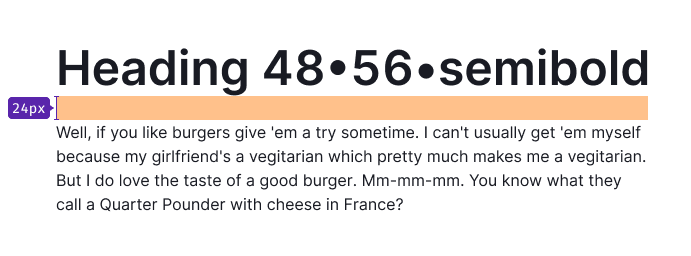 Heading 48•56•semibold
24px
Well, if you like burgers give 'em a try sometime. I can't usually get 'em myself
because my girlfriend's a vegitarian which pretty much makes me a vegitarian.
But I do love the taste of a good burger. Mm-mm-mm. You know what they
call a Quarter Pounder with cheese in France?